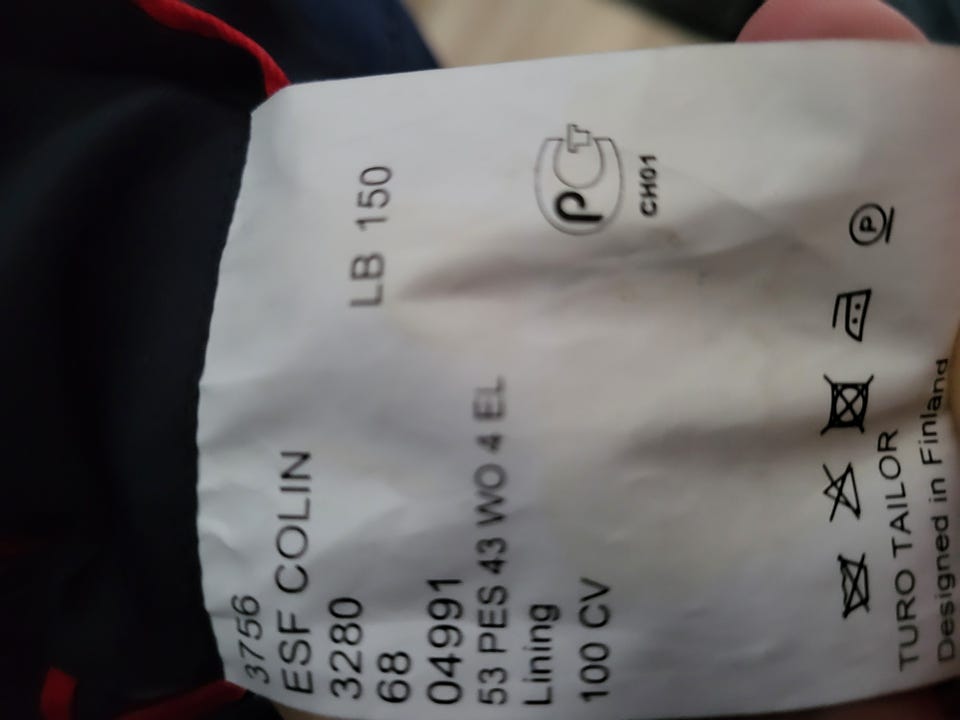 3756
ESF COLIN
3280 LB 150
68
04991
53 PES 43 WO 4 EL
Lining
100 CV
РСТ
CH01
P
TURO TAILOR
Designed in Finland